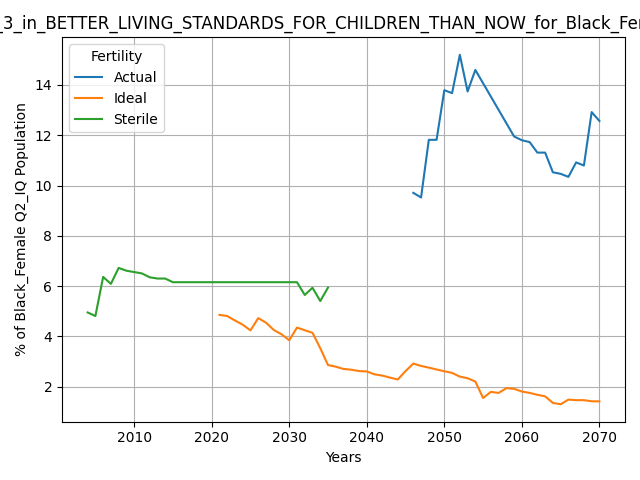 _3_in_BETTER_LIVING_STANDARDS_FOR_CHILDREN_THAN_NOW_for_Black_Fem
Fertility
Actual
Ideal
Sterile
% of Black_Female Q2_IQ Population
14
12
10
8
6
4
2
2010 2020 2030 2040 2050 2060 2070
Years